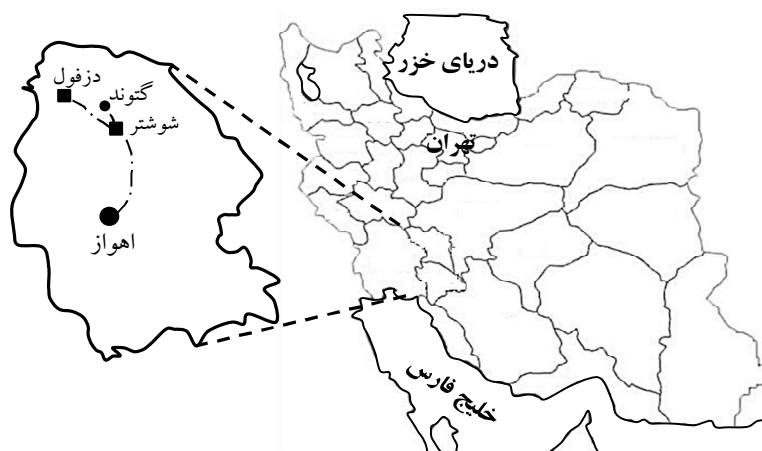 دریای خزر
تهران
خلیج فارس
دزفول
گتوند
شوشتر
اهواز